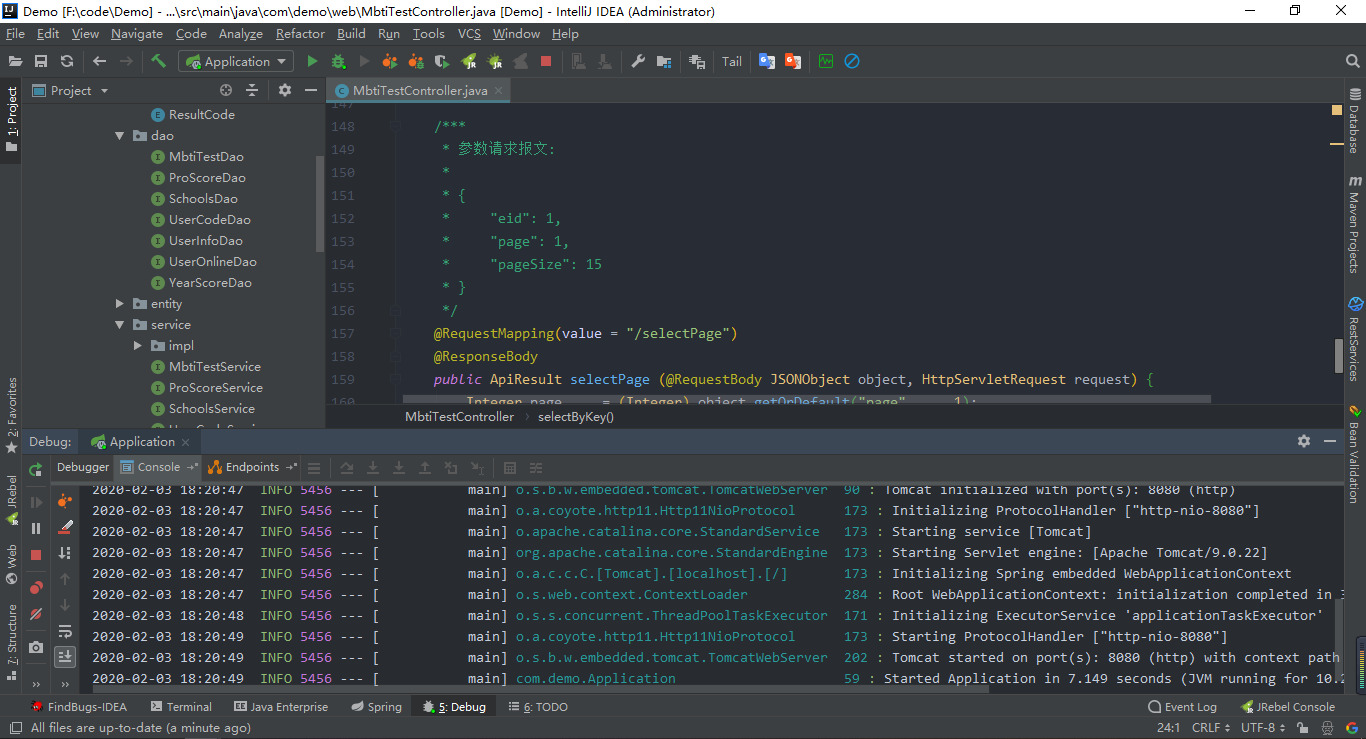 Demo [F:\code\Demo] - ...\src\main\java\com\demo\web\MbtiTestController.java [Demo] - IntelliJ IDEA (Administrator)
File Edit View Navigate Code Analyze Refactor Build Run Tools VCS Window Help
Application Tail
1: Project
2: Favorites
JRebel
Web
7: Structure
Project
ResultCode
dao
MbtiTestDao
ProScoreDao
SchoolsDao
UserCodeDao
UserInfoDao
UserOnlineDao
YearScoreDao
entity
service
impl
MbtiTestService
ProScoreService
SchoolsService
MbtiTestController.java
147
148 /***
149 * 参数请求报文:
150 *
151 * {
152 * "eid": 1,
153 * "page": 1,
154 * "pageSize": 15
155 * }
156 */
157 @RequestMapping(value = "/selectPage")
158 @ResponseBody
159 public ApiResult selectPage (@RequestBody JSONObject object, HttpServletRequest request) {
160 Integer page = (Integer) object.getOrDefault("page", 1);
MbtiTestController selectByKey()
Database
Maven Projects
RestServices
Bean Validation
Debug: Application
Debugger Console Endpoints
2020-02-03 18:20:47 INFO 5456 --- [ main] o.s.b.w.embedded.tomcat.TomcatWebServer 90 : Tomcat initialized with port(s): 8080 (http)
2020-02-03 18:20:47 INFO 5456 --- [ main] o.a.coyote.http11.Http11NioProtocol 173 : Initializing ProtocolHandler ["http-nio-8080"]
2020-02-03 18:20:47 INFO 5456 --- [ main] o.apache.catalina.core.StandardService 173 : Starting service [Tomcat]
2020-02-03 18:20:47 INFO 5456 --- [ main] org.apache.catalina.core.StandardEngine 173 : Starting Servlet engine: [Apache Tomcat/9.0.22]
2020-02-03 18:20:47 INFO 5456 --- [ main] o.a.c.c.C.[Tomcat].[localhost].[/] 173 : Initializing Spring embedded WebApplicationContext
2020-02-03 18:20:47 INFO 5456 --- [ main] o.s.web.context.ContextLoader 284 : Root WebApplicationContext: initialization completed in
2020-02-03 18:20:48 INFO 5456 --- [ main] o.s.s.concurrent.ThreadPoolTaskExecutor 171 : Initializing ExecutorService 'applicationTaskExecutor'
2020-02-03 18:20:49 INFO 5456 --- [ main] o.a.coyote.http11.Http11NioProtocol 173 : Starting ProtocolHandler ["http-nio-8080"]
2020-02-03 18:20:49 INFO 5456 --- [ main] o.s.b.w.embedded.tomcat.TomcatWebServer 202 : Tomcat started on port(s): 8080 (http) with context path
2020-02-03 18:20:49 INFO 5456 --- [ main] com.demo.Application 59 : Started Application in 7.149 seconds (JVM running for 10.
FindBugs-IDEA Terminal Java Enterprise Spring 5: Debug 6: TODO Event Log JRebel Console
All files are up-to-date (a minute ago) 24:1 CRLF UTF-8